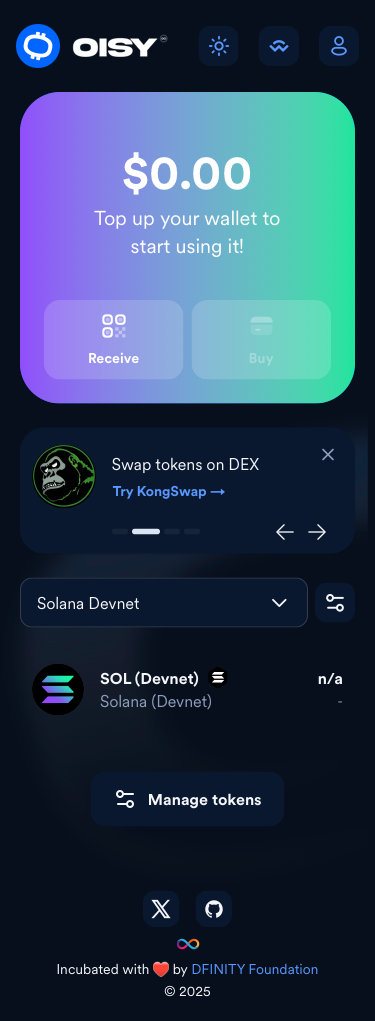 OISY
$0.00
Top up your wallet to
start using it!
Receive
Buy
Swap tokens on DEX
Try KongSwap →
Solana Devnet
SOL (Devnet)
n/a
Solana (Devnet)
-
Manage tokens
Incubated with ❤️ by DFINITY Foundation
© 2025